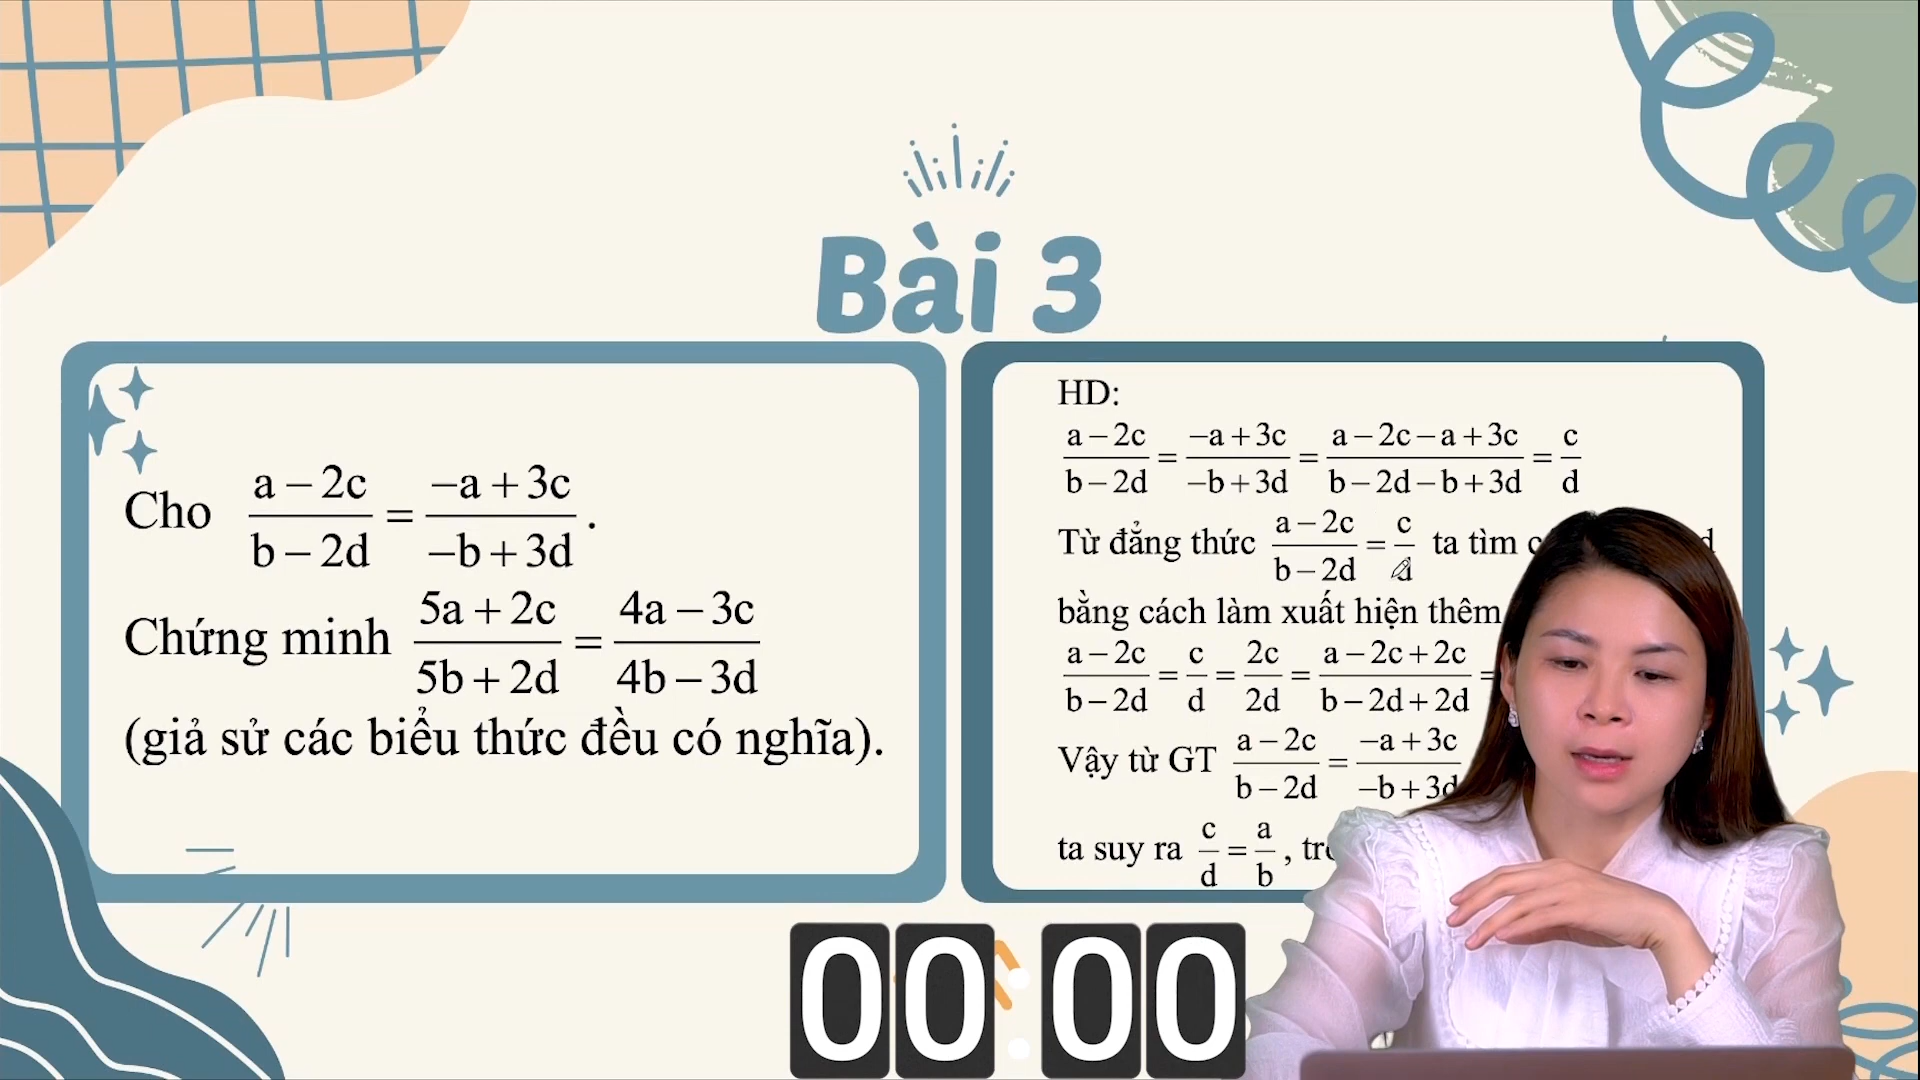 Bài 3
Cho (a − 2c)/(b − 2d) = (−a + 3c)/(−b + 3d).
Chứng minh (5a + 2c)/(5b + 2d) = (4a − 3c)/(4b − 3d)
(giả sử các biểu thức đều có nghĩa).
HD:
(a − 2c)/(b − 2d) = (−a + 3c)/(−b + 3d) = (a − 2c − a + 3c)/(b − 2d − b + 3d) = c/d
Từ đẳng thức (a − 2c)/(b − 2d) = c/d ta tìm
bằng cách làm xuất hiện thêm
(a − 2c)/(b − 2d) = c/d = 2c/2d = (a − 2c + 2c)/(b − 2d + 2d) =
Vậy từ GT (a − 2c)/(b − 2d) = (−a + 3c)/(−b + 3d)
ta suy ra c/d = a/b,
00:00